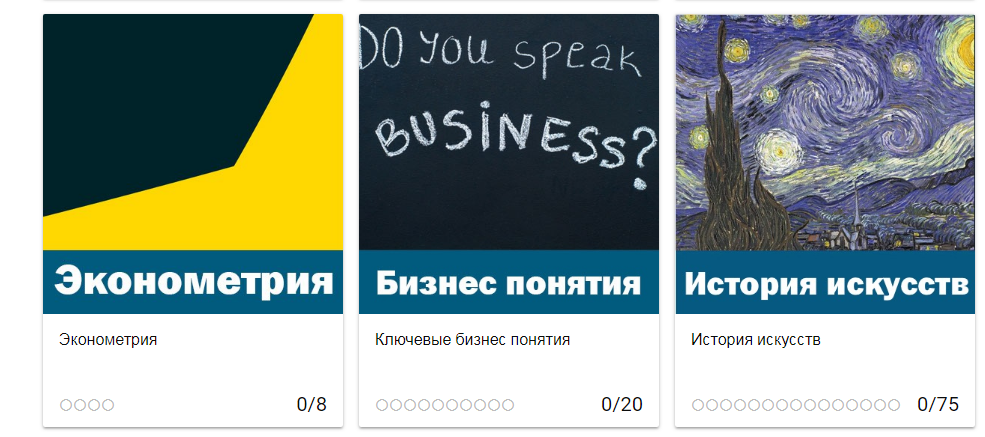 Эконометрия
Эконометрия
0/8
DO YOU SPEAK
BUSINESS?
Бизнес понятия
Ключевые бизнес понятия
0/20
История искусств
История искусств
0/75